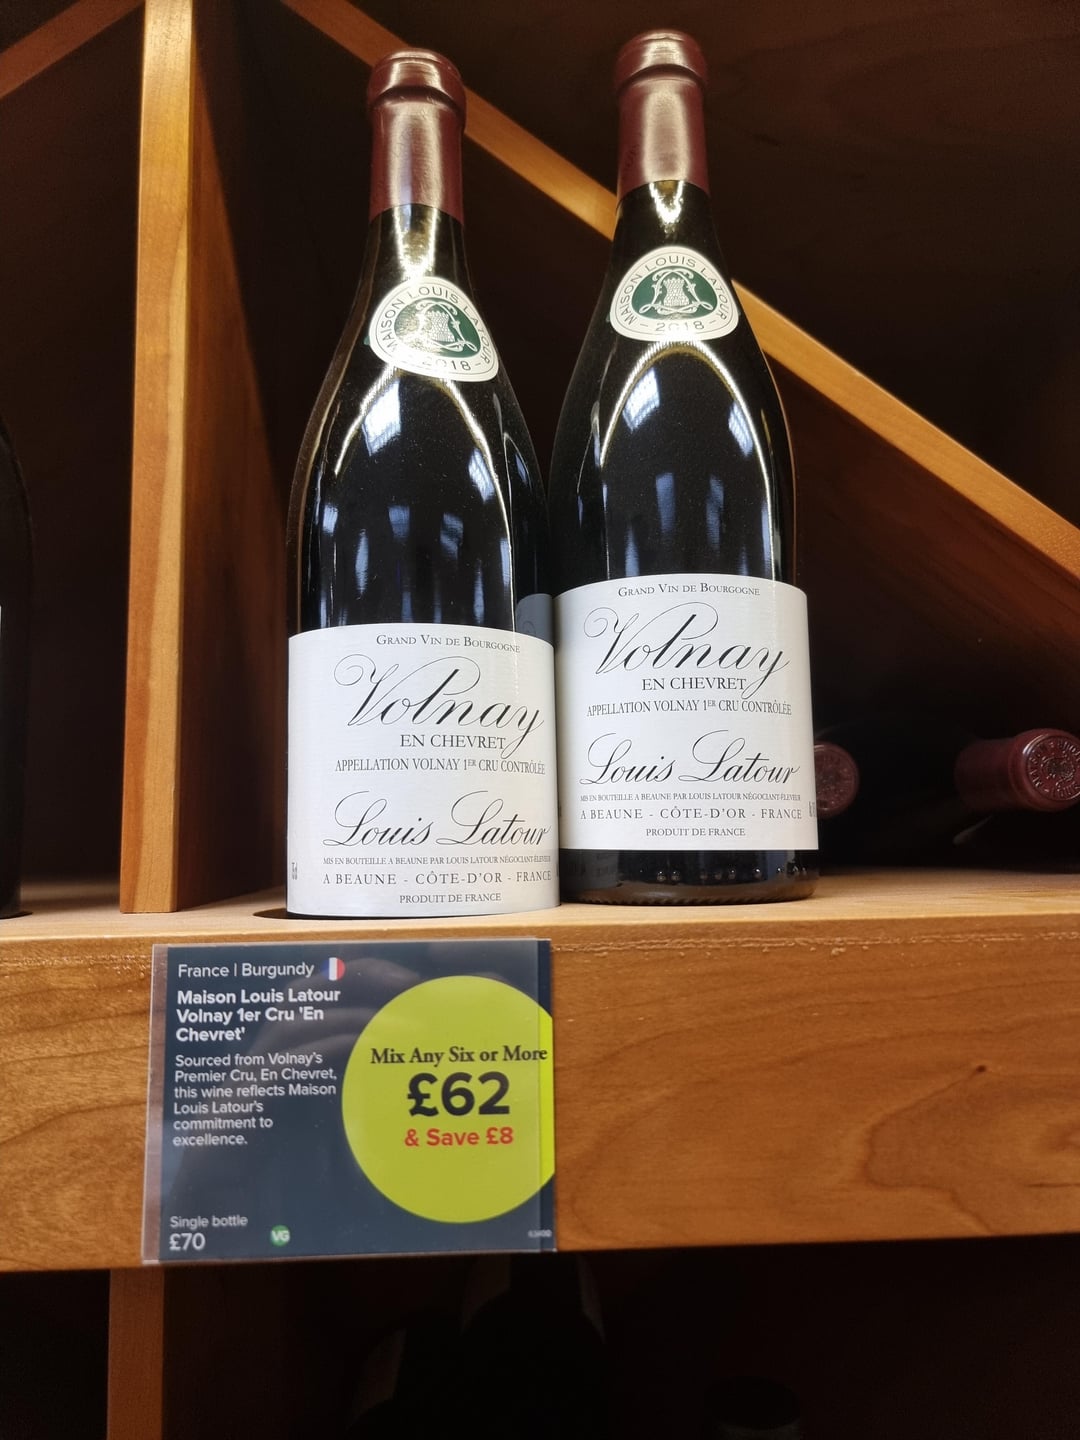 MAISON LOUIS LATOUR
- 2018 -
MAISON LOUIS LATOUR
- 2018 -
GRAND VIN DE BOURGOGNE
Volnay
EN CHEVRET
APPELLATION VOLNAY 1ER CRU CONTRÔLÉE
Louis Latour
MIS EN BOUTEILLE A BEAUNE PAR LOUIS LATOUR NÉGOCIANT-ÉLEVEUR
A BEAUNE - CÔTE-D'OR - FRANCE
PRODUIT DE FRANCE
GRAND VIN DE BOURGOGNE
Volnay
EN CHEVRET
APPELLATION VOLNAY 1ER CRU CONTRÔLÉE
Louis Latour
MIS EN BOUTEILLE A BEAUNE PAR LOUIS LATOUR NÉGOCIANT-ÉLEVEUR
A BEAUNE - CÔTE-D'OR - FRANCE
PRODUIT DE FRANCE
France | Burgundy
Maison Louis Latour
Volnay 1er Cru 'En
Chevret'
Sourced from Volnay's
Premier Cru, En Chevret,
this wine reflects Maison
Louis Latour's
commitment to
excellence.
Single bottle
£70
VG
Mix Any Six or More
£62
& Save £8